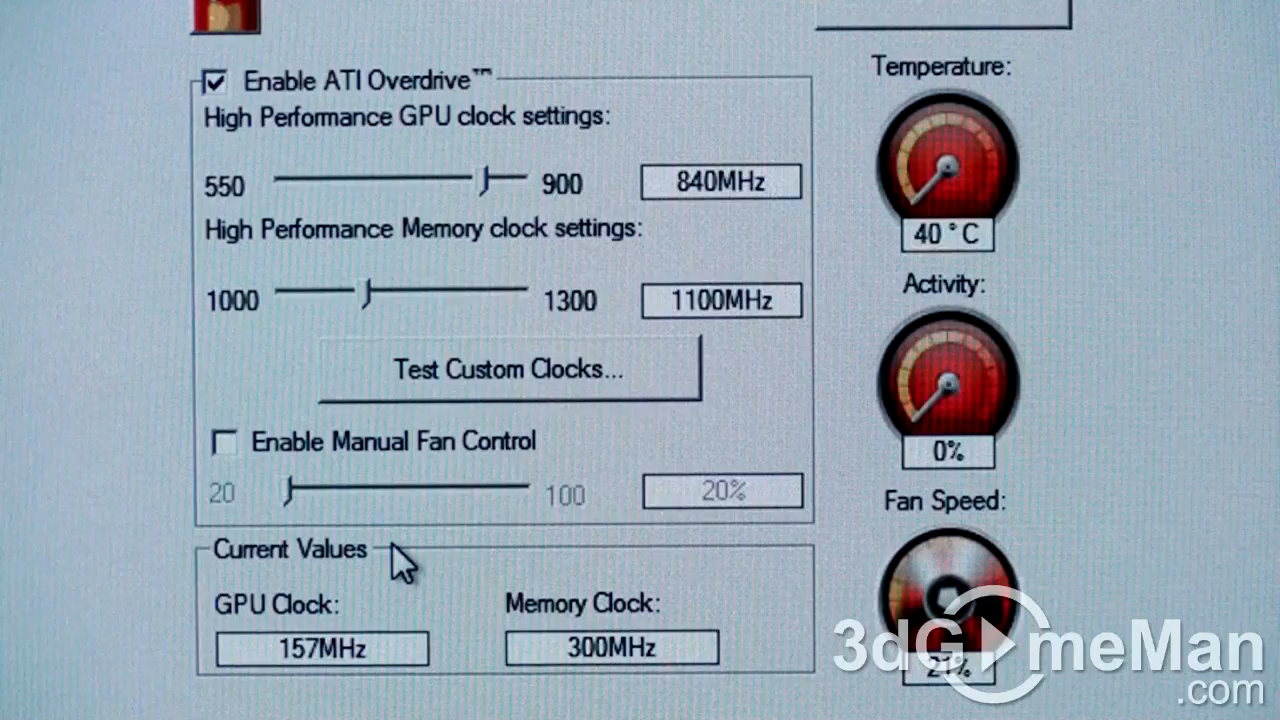 Enable ATI Overdrive™
High Performance GPU clock settings:
550 900 840MHz
High Performance Memory clock settings:
1000 1300 1100MHz
Test Custom Clocks...
Enable Manual Fan Control
20 100 20%
Current Values
GPU Clock: Memory Clock:
157MHz 300MHz
Temperature:
40°C
Activity:
0%
Fan Speed:
21%
3dGameMan
.com